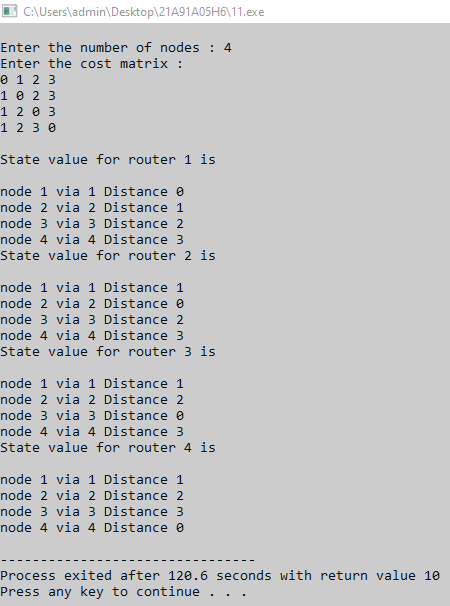 C:\Users\admin\Desktop\21A91A05H6\11.exe
Enter the number of nodes : 4
Enter the cost matrix :
0 1 2 3
1 0 2 3
1 2 0 3
1 2 3 0
State value for router 1 is
node 1 via 1 Distance 0
node 2 via 2 Distance 1
node 3 via 3 Distance 2
node 4 via 4 Distance 3
State value for router 2 is
node 1 via 1 Distance 1
node 2 via 2 Distance 0
node 3 via 3 Distance 2
node 4 via 4 Distance 3
State value for router 3 is
node 1 via 1 Distance 1
node 2 via 2 Distance 2
node 3 via 3 Distance 0
node 4 via 4 Distance 3
State value for router 4 is
node 1 via 1 Distance 1
node 2 via 2 Distance 2
node 3 via 3 Distance 3
node 4 via 4 Distance 0
--------------------------------
Process exited after 120.6 seconds with return value 10
Press any key to continue . . .